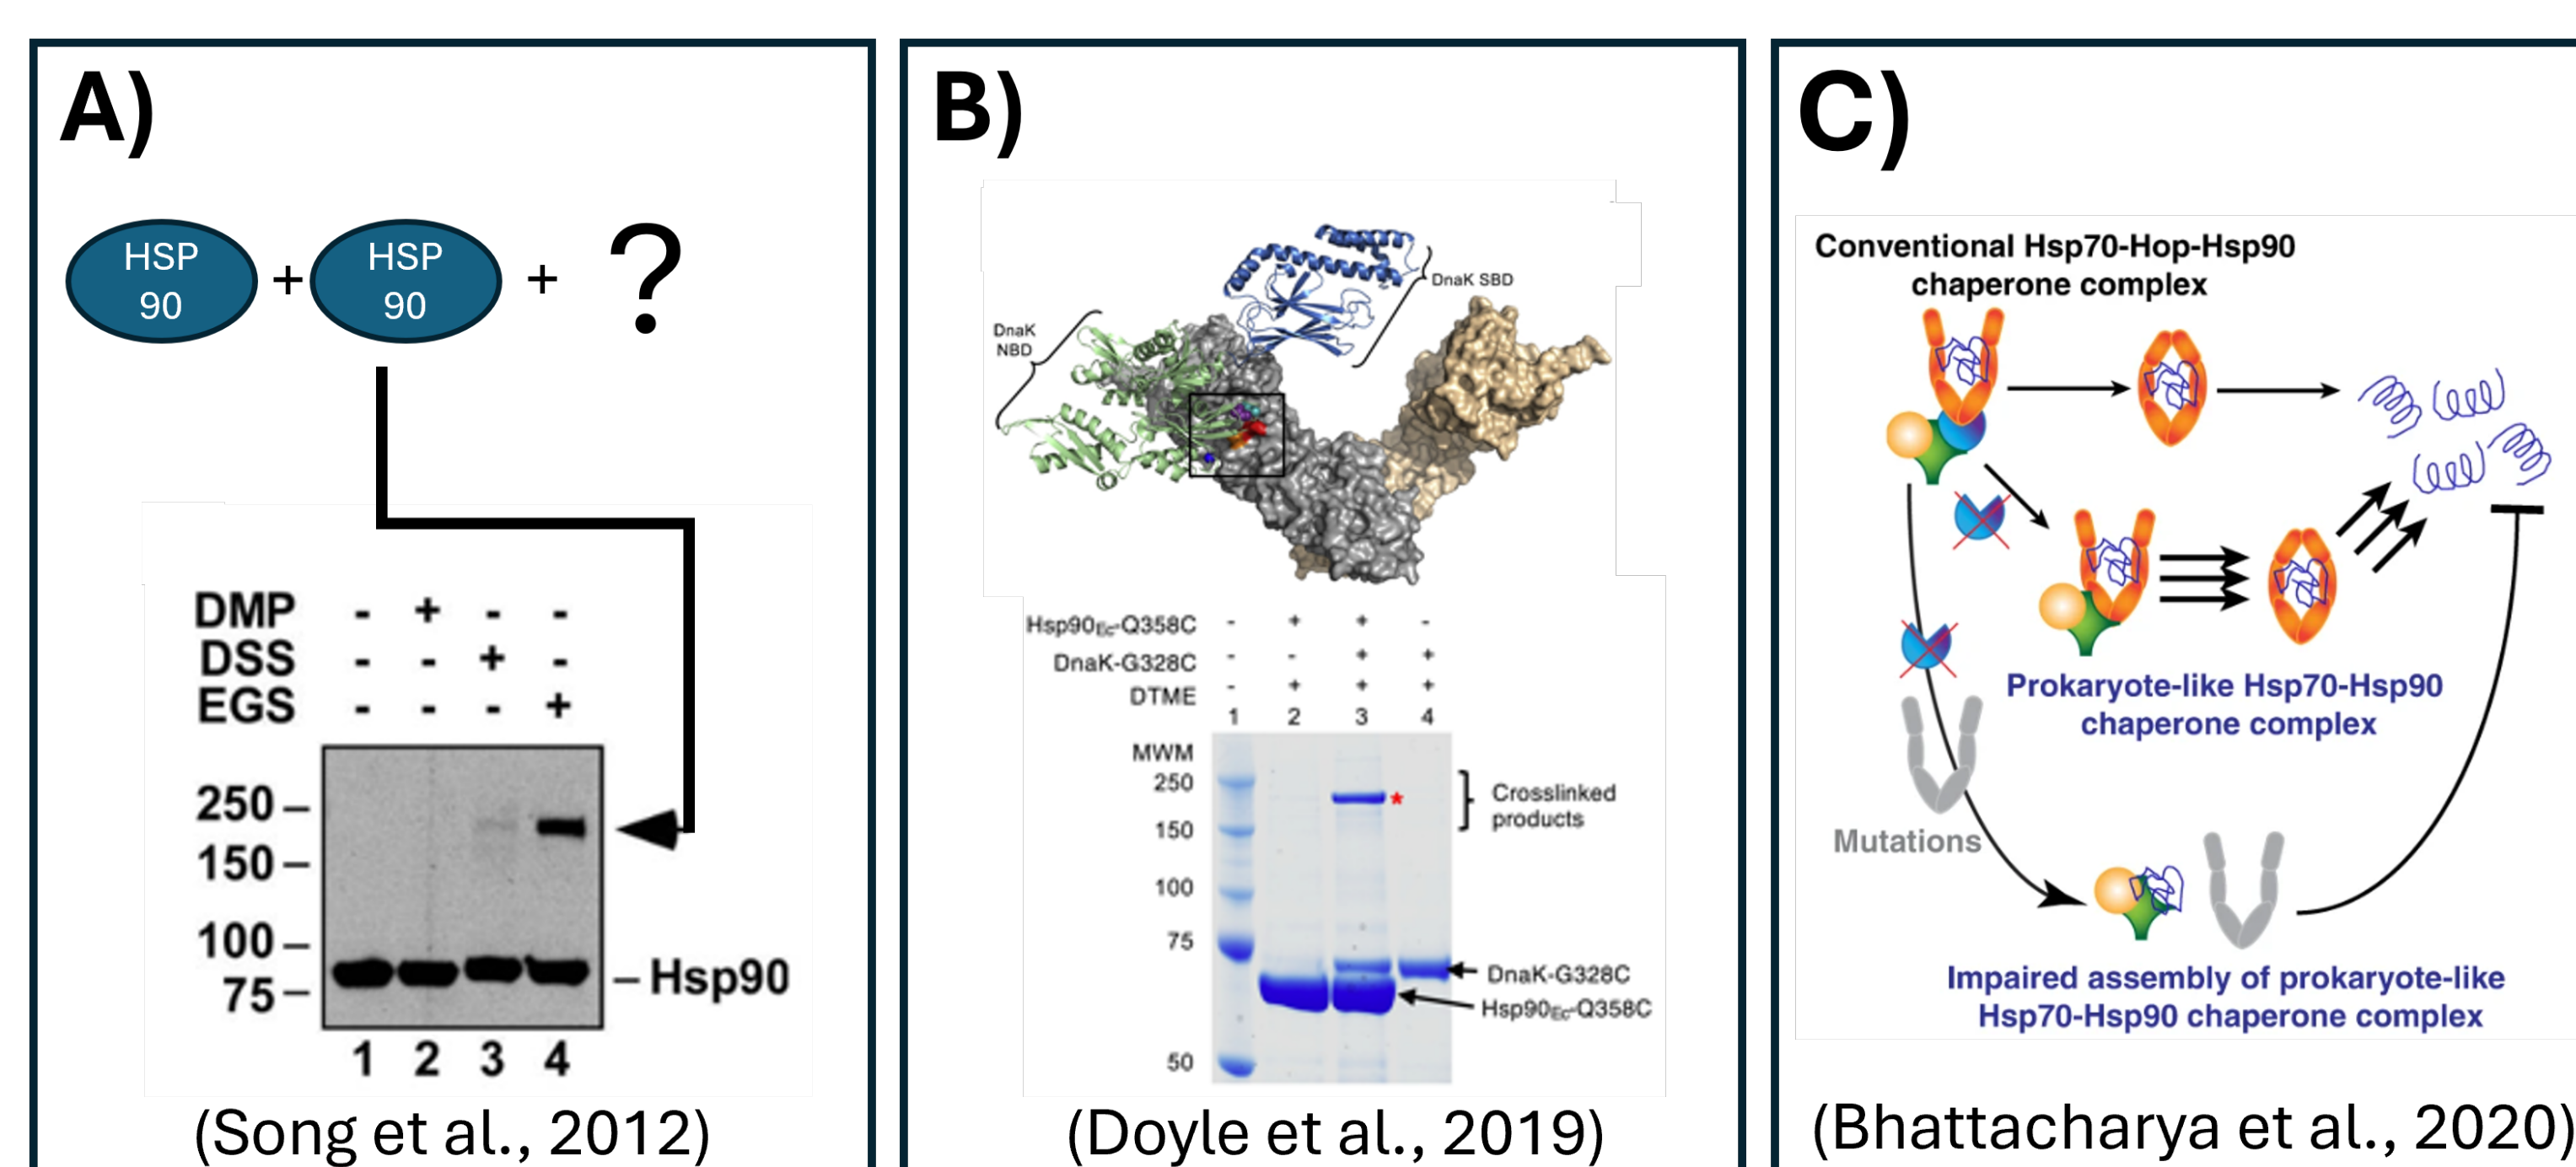 A)
HSP
90
+
HSP
90
+
?
DMP - + - -
DSS - - + -
EGS - - - +
250
150
100
75
Hsp90
1 2 3 4
(Song et al., 2012)
B)
DnaK SBD
DnaK
NBD
Hsp90Ec-Q358C - + + -
DnaK-G328C - - + +
DTME - + + +
1 2 3 4
MWM
250
150
100
75
50
*
Crosslinked
products
DnaK-G328C
Hsp90Ec-Q358C
(Doyle et al., 2019)
C)
Conventional Hsp70-Hop-Hsp90
chaperone complex
Prokaryote-like Hsp70-Hsp90
chaperone complex
Mutations
Impaired assembly of prokaryote-like
Hsp70-Hsp90 chaperone complex
(Bhattacharya et al., 2020)